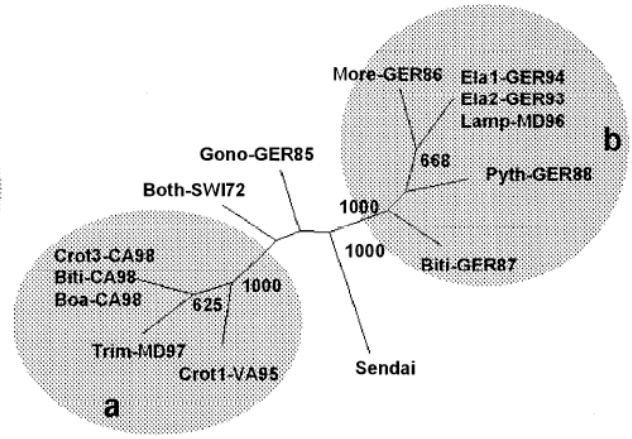 More-GER86
Ela1-GER94
Ela2-GER93
Lamp-MD96
b
668
Gono-GER85
Pyth-GER88
Both-SWI72
1000
1000
Biti-GER87
Crot3-CA98
Biti-CA98
Boa-CA98
1000
625
Trim-MD97
Crot1-VA95
Sendai
a